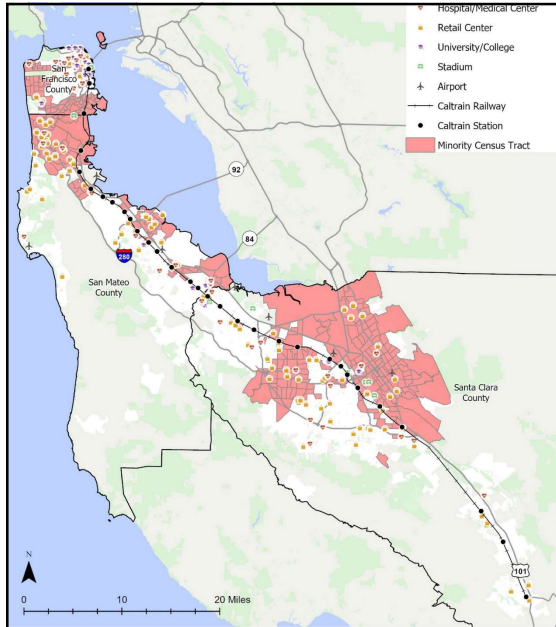 Hospital/Medical Center
Retail Center
University/College
Stadium
Airport
Caltrain Railway
Caltrain Station
Minority Census Tract
San
Francisco
County
92
84
280
San Mateo
County
Santa Clara
County
101
N
0 10 20 Miles